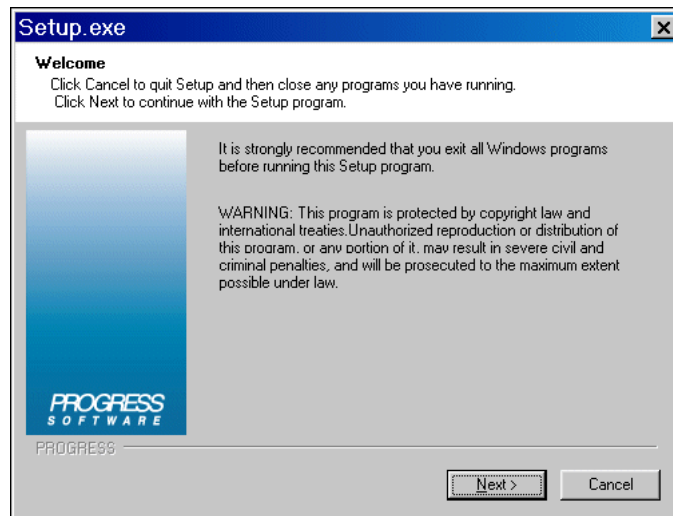 Setup.exe
Welcome
Click Cancel to quit Setup and then close any programs you have running.
Click Next to continue with the Setup program.
It is strongly recommended that you exit all Windows programs
before running this Setup program.
WARNING: This program is protected by copyright law and
international treaties.Unauthorized reproduction or distribution of
this program, or any portion of it, may result in severe civil and
criminal penalties, and will be prosecuted to the maximum extent
possible under law.
PROGRESS
SOFTWARE
PROGRESS
Next >
Cancel